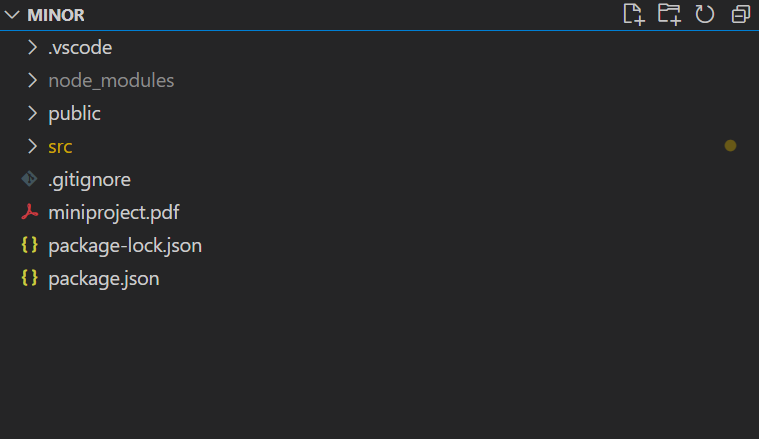 MINOR
.vscode
node_modules
public
src
.gitignore
miniproject.pdf
package-lock.json
package.json